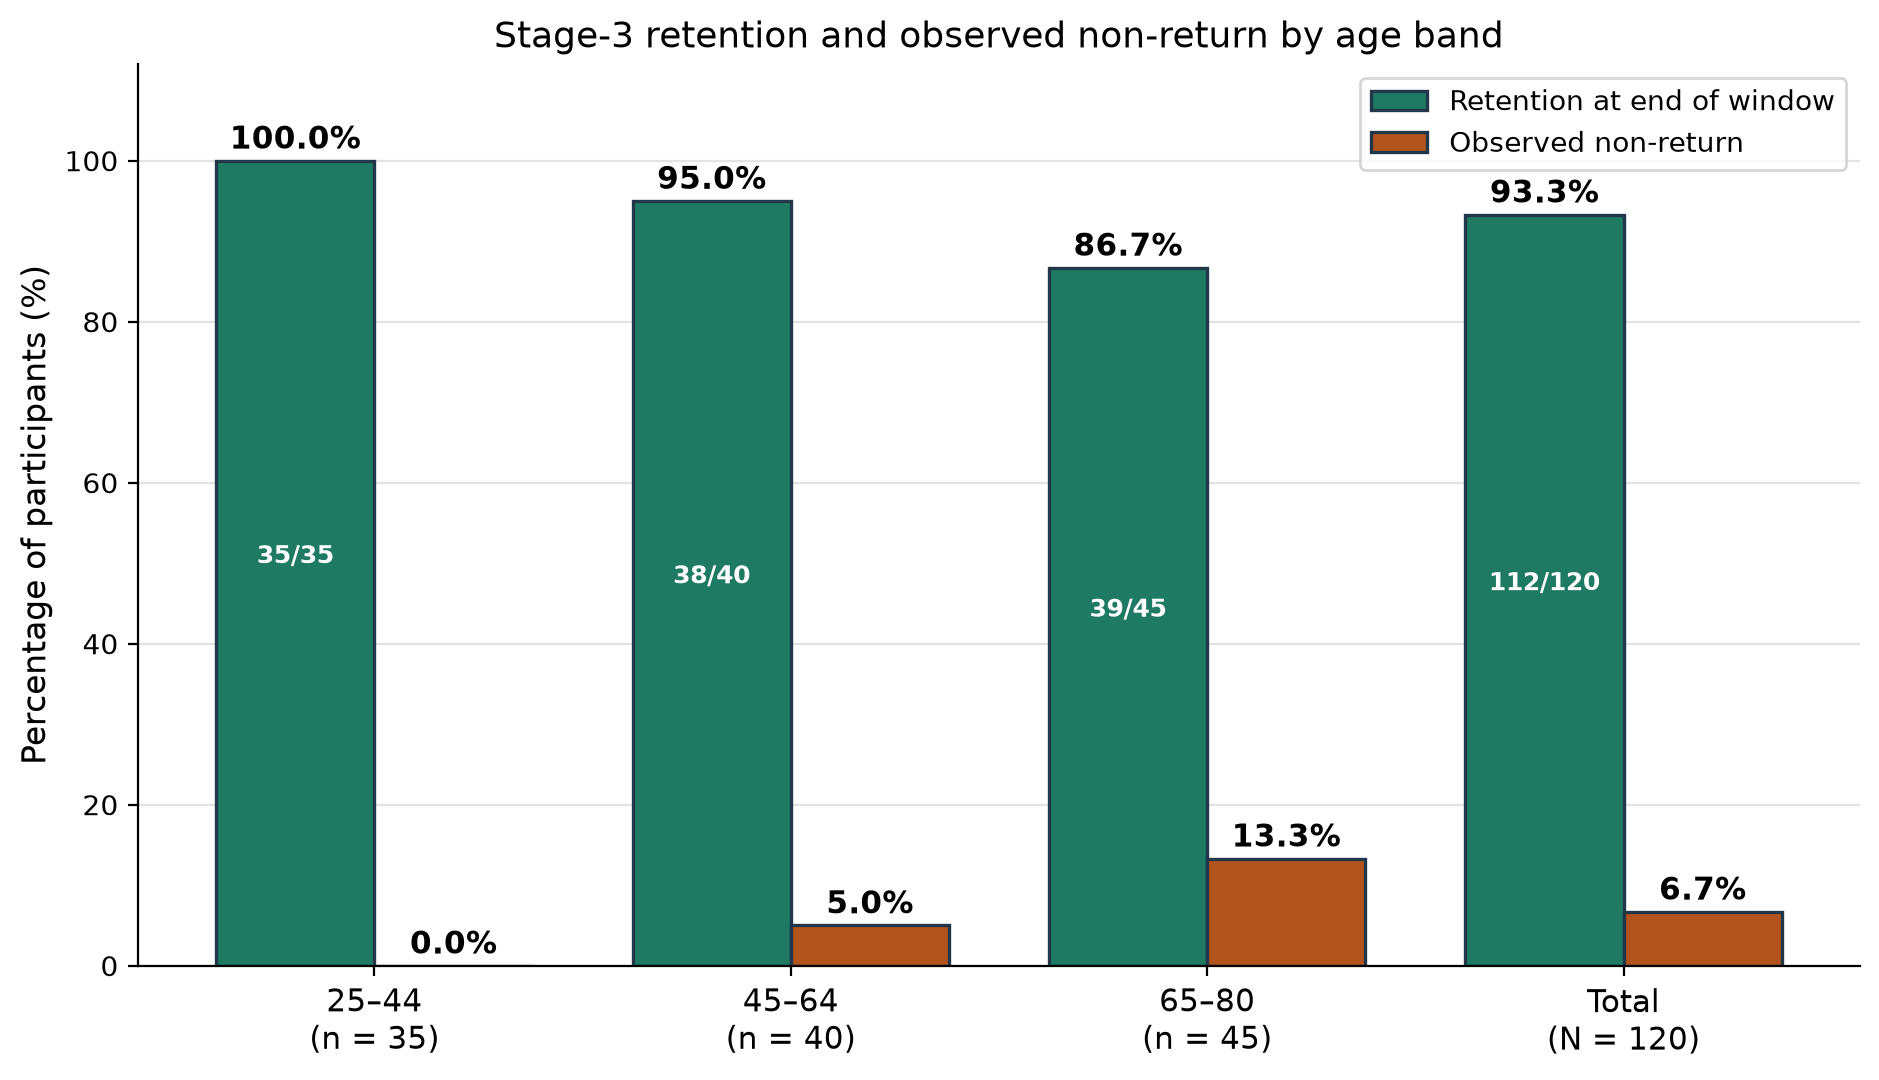 Stage-3 retention and observed non-return by age band
Retention at end of window
Observed non-return
Percentage of participants (%)
100
80
60
40
20
0
100.0%
35/35
0.0%
95.0%
38/40
5.0%
86.7%
39/45
13.3%
93.3%
112/120
6.7%
25–44
(n = 35)
45–64
(n = 40)
65–80
(n = 45)
Total
(N = 120)